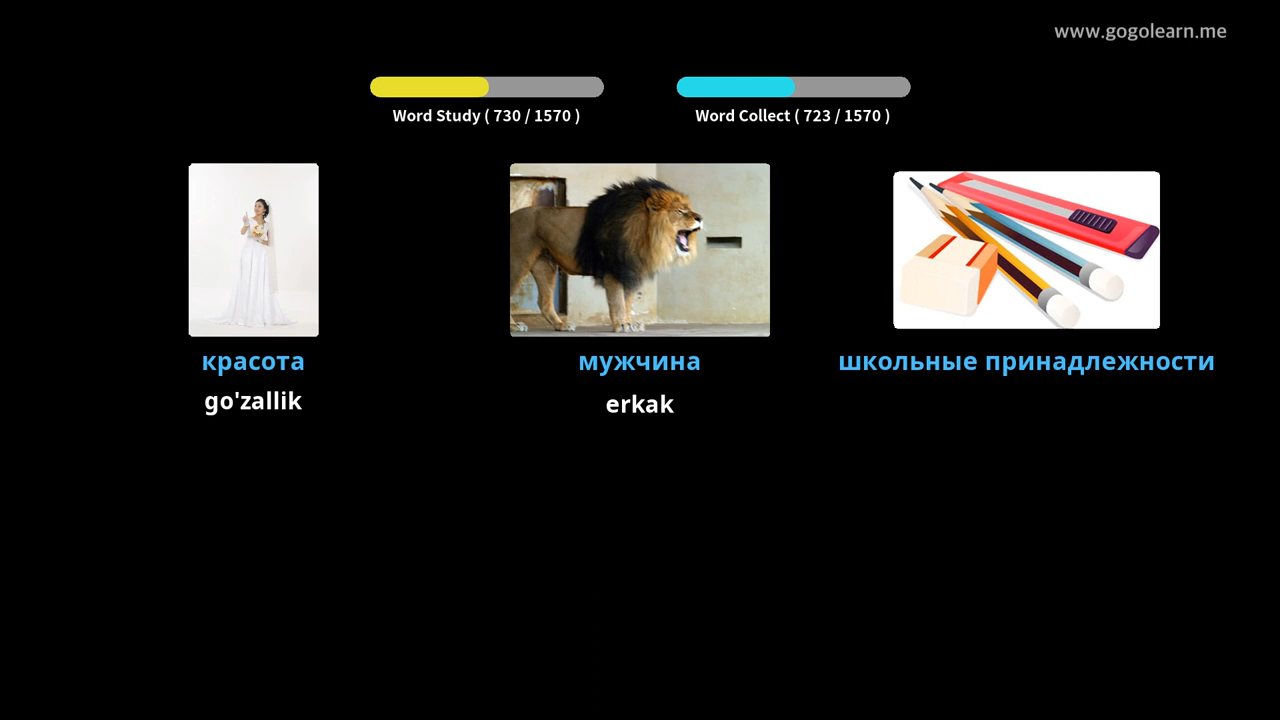 www.gogolearn.me
Word Study ( 730 / 1570 )
Word Collect ( 723 / 1570 )
красота
мужчина
школьные принадлежности
go'zallik
erkak